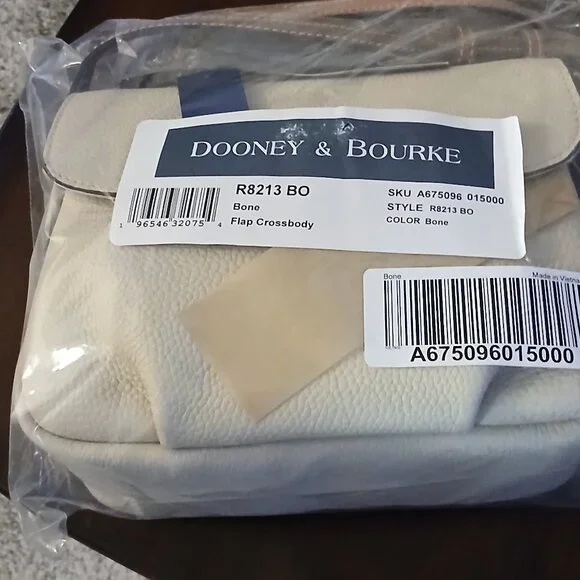 DOONEY & BOURKE
R8213 BO
Bone
Flap Crossbody
SKU A675096 015000
STYLE R8213 BO
COLOR Bone
1 96546 32075 4
Bone
Made in Vietna
A675096015000